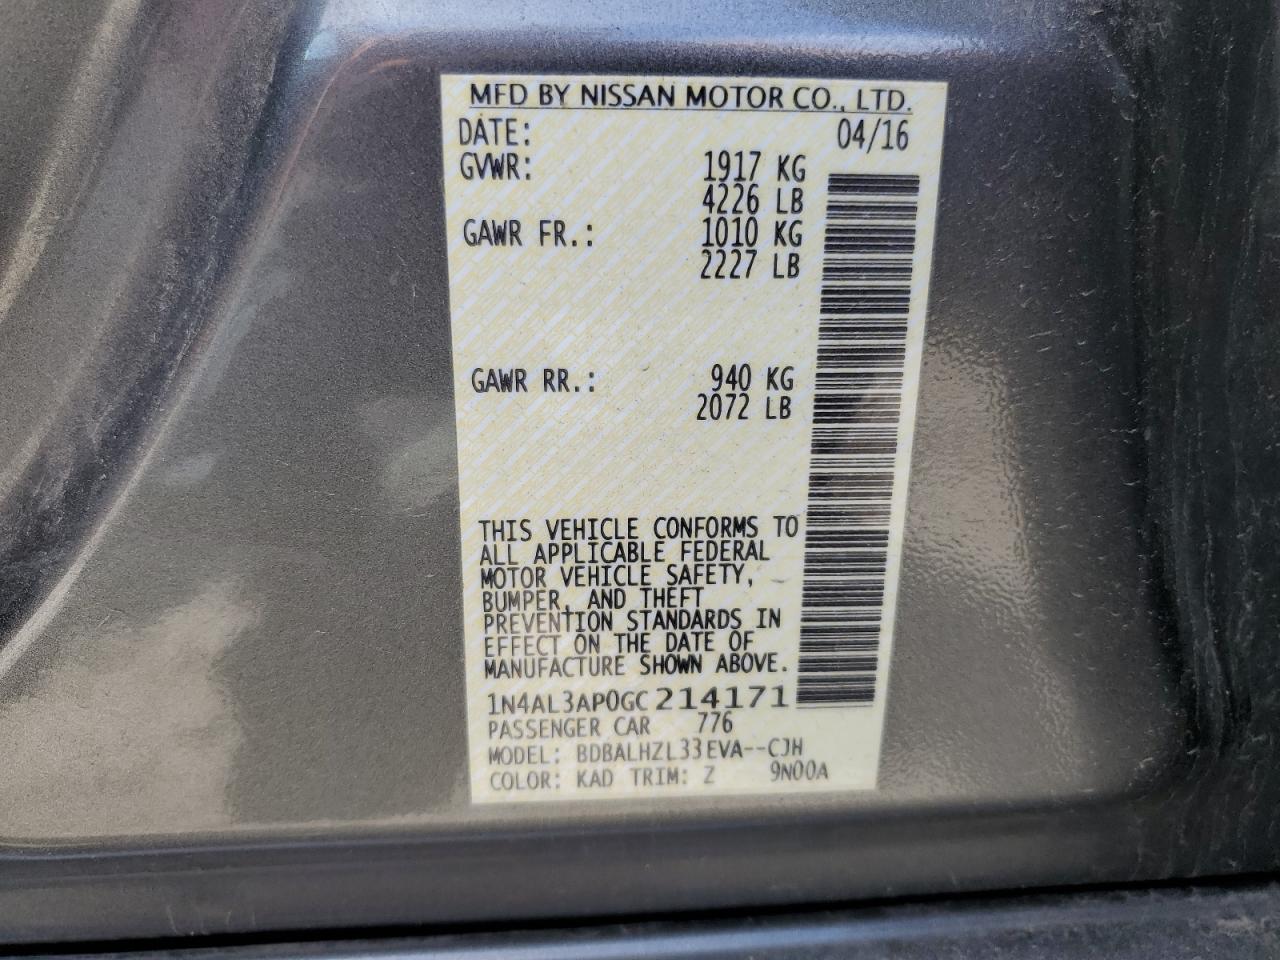 MFD BY NISSAN MOTOR CO., LTD.
DATE: 04/16
GVWR: 1917 KG
4226 LB
GAWR FR.: 1010 KG
2227 LB
GAWR RR.: 940 KG
2072 LB
THIS VEHICLE CONFORMS TO
ALL APPLICABLE FEDERAL
MOTOR VEHICLE SAFETY,
BUMPER, AND THEFT
PREVENTION STANDARDS IN
EFFECT ON THE DATE OF
MANUFACTURE SHOWN ABOVE.
1N4AL3AP0GC214171
PASSENGER CAR 776
MODEL: BDBALHZL33EVA--CJH
COLOR: KAD TRIM: Z 9N00A